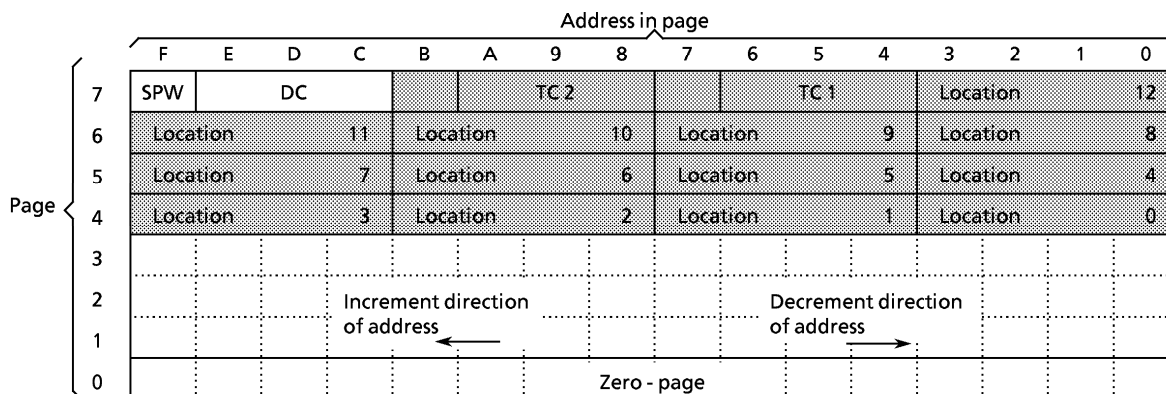 Address in page
F E D C B A 9 8 7 6 5 4 3 2 1 0
7 SPW DC TC 2 TC 1 Location 12
6 Location 11 Location 10 Location 9 Location 8
5 Location 7 Location 6 Location 5 Location 4
Page
4 Location 3 Location 2 Location 1 Location 0
3
2 Increment direction Decrement direction
of address of address
1
0 Zero - page